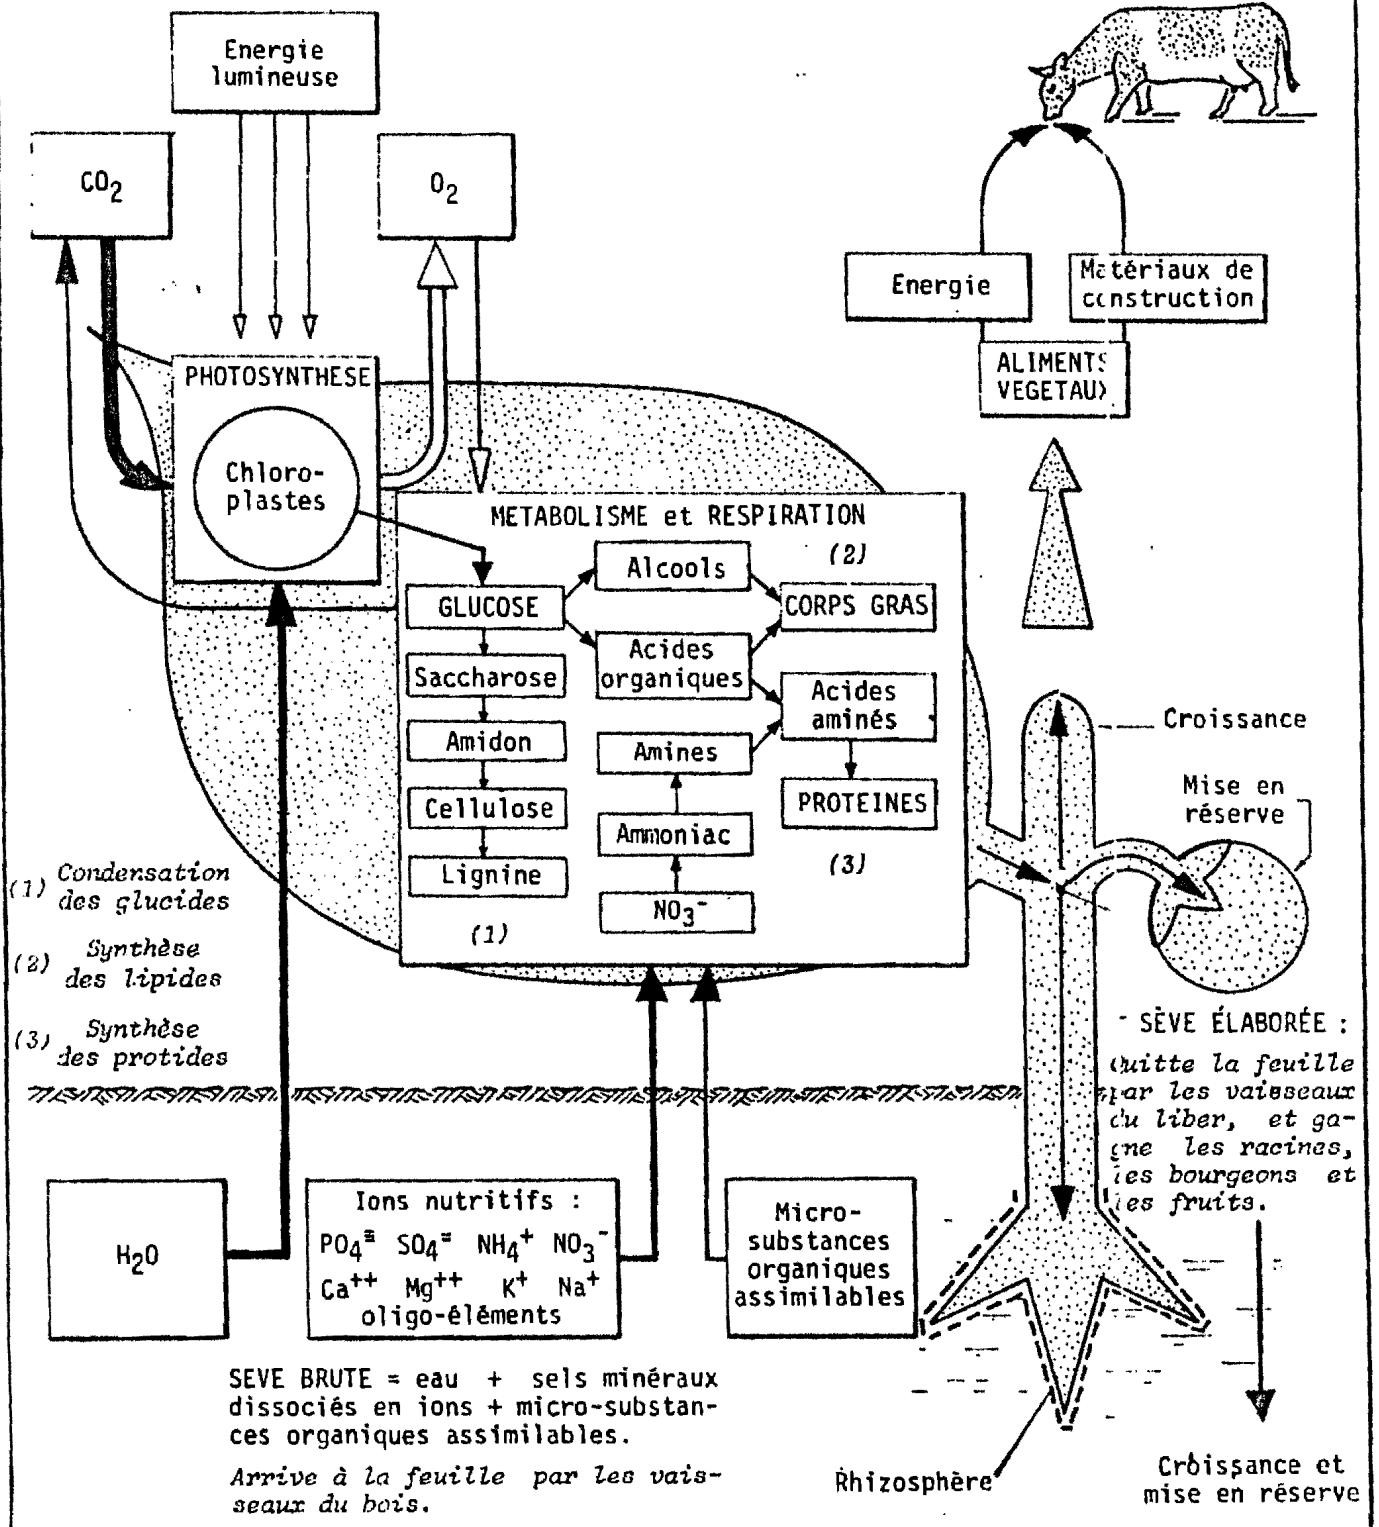 Energie
lumineuse
CO2
O2
Energie
Matériaux de
construction
ALIMENTS
VEGETAUX
PHOTOSYNTHESE
Chloro-
plastes
METABOLISME et RESPIRATION
(2)
Alcools
GLUCOSE
CORPS GRAS
Acides
organiques
Saccharose
Acides
aminés
Amidon
Amines
Cellulose
PROTEINES
Ammoniac
Lignine
(3)
NO3-
(1)
Croissance
Mise en
réserve
(1) Condensation
des glucides
(2) Synthèse
des lipides
(3) Synthèse
des protides
- SÈVE ÉLABORÉE :
Quitte la feuille
par les vaisseaux
du liber, et ga-
gne les racines,
les bourgeons et
les fruits.
H2O
Ions nutritifs :
PO4≡ SO4= NH4+ NO3-
Ca++ Mg++ K+ Na+
oligo-éléments
Micro-
substances
organiques
assimilables
SEVE BRUTE = eau + sels minéraux
dissociés en ions + micro-substan-
ces organiques assimilables.
Arrive à la feuille par les vais-
seaux du bois.
Rhizosphère
Croissance et
mise en réserve